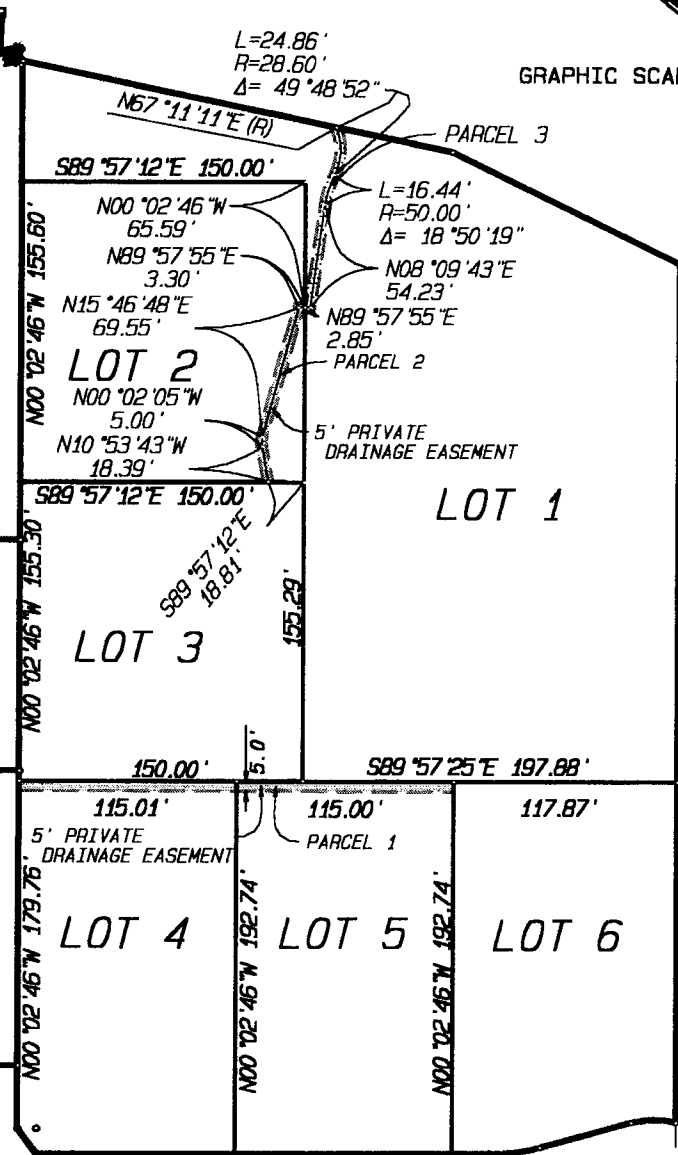 L=24.86'
R=28.60'
Δ= 49°48'52"
GRAPHIC SCA
N67°11'11"E (R)
PARCEL 3
S89°57'12"E 150.00'
L=16.44'
R=50.00'
Δ= 18°50'19"
N00°02'46"W
65.59'
N89°57'55"E
3.30'
N08°09'43"E
54.23'
N15°46'48"E
69.55'
N89°57'55"E
2.85'
N00°02'46"W 155.60'
LOT 2
PARCEL 2
N00°02'05"W
5.00'
5' PRIVATE
DRAINAGE EASEMENT
N10°53'43"W
18.39'
S89°57'12"E 150.00'
LOT 1
S89°57'12"E
18.81'
N00°02'46"W 155.30'
LOT 3
155.29'
150.00'
5.0'
S89°57'25"E 197.88'
115.01'
115.00'
117.87'
5' PRIVATE
DRAINAGE EASEMENT
PARCEL 1
N00°02'46"W 179.76'
LOT 4
N00°02'46"W 192.74'
LOT 5
N00°02'46"W 192.74'
LOT 6